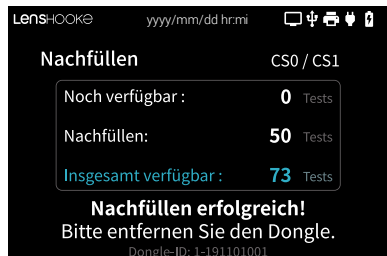 LENSHOOKE yyyy/mm/dd hr:mi
Nachfüllen CS0 / CS1
Noch verfügbar : 0 Tests
Nachfüllen: 50 Tests
Insgesamt verfügbar : 73 Tests
Nachfüllen erfolgreich!
Bitte entfernen Sie den Dongle.
Dongle-ID: 1-191101001